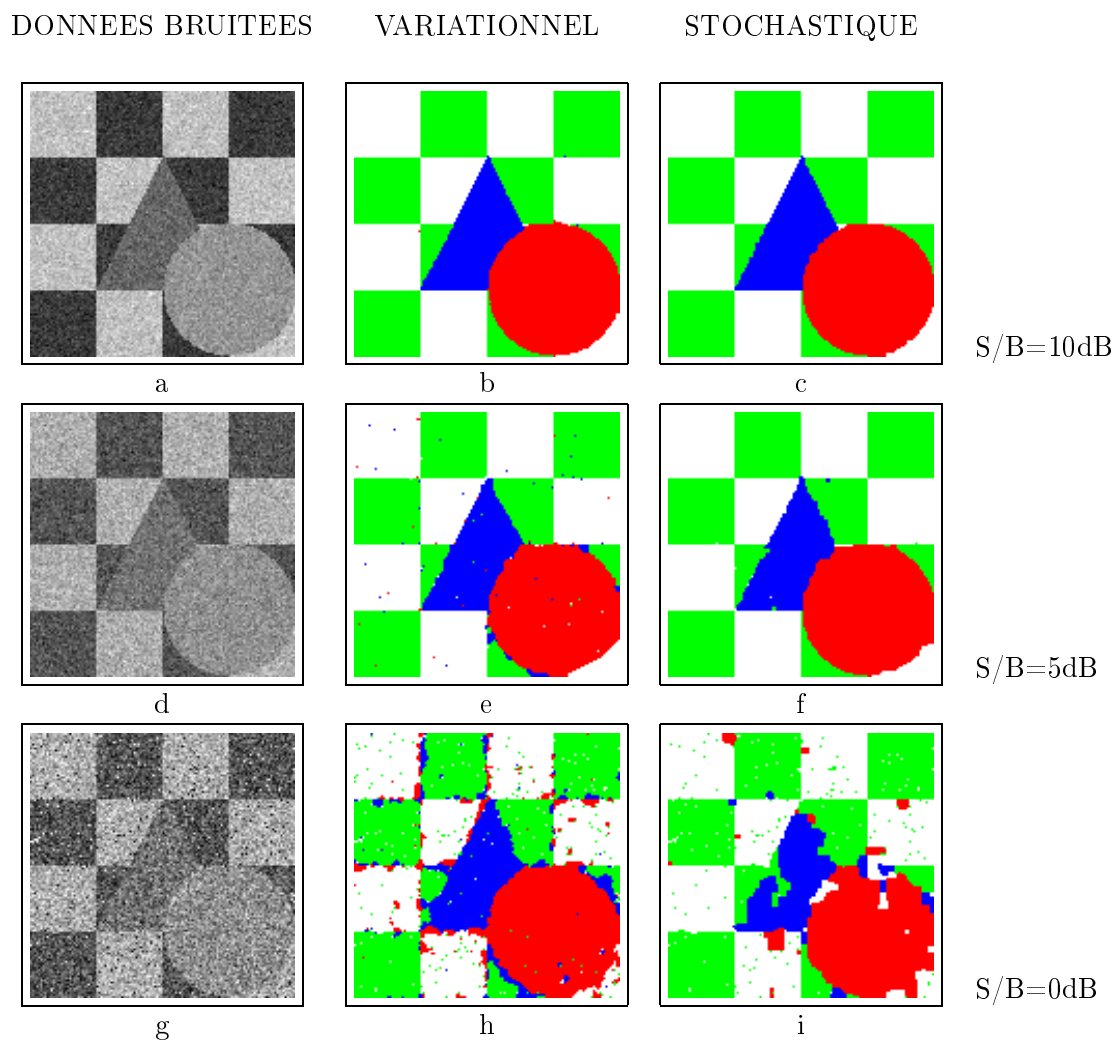 DONNEES BRUITEES VARIATIONNEL STOCHASTIQUE
S/B=10dB
a b c
S/B=5dB
d e f
S/B=0dB
g h i